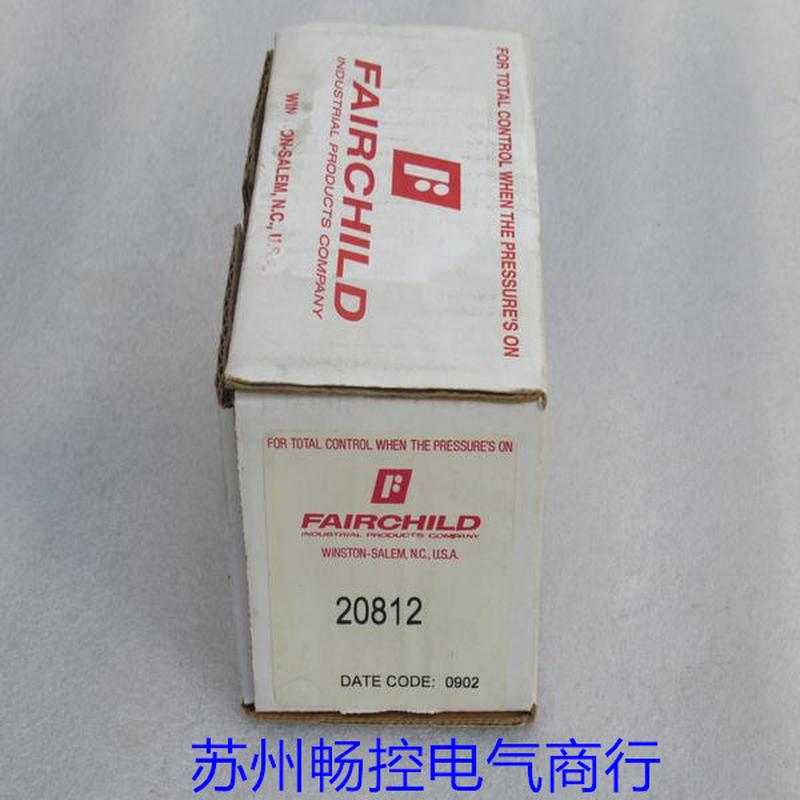 FOR TOTAL CONTROL WHEN THE PRESSURE'S ON
FAIRCHILD
INDUSTRIAL PRODUCTS COMPANY
N.C.,
FOR TOTAL CONTROL WHEN THE PRESSURE'S ON
FAIRCHILD
INDUSTRIAL PRODUCTS COMPANY
WINSTON-SALEM, N.C., U.S.A.
20812
DATE CODE: 0902
苏州畅控电气商行